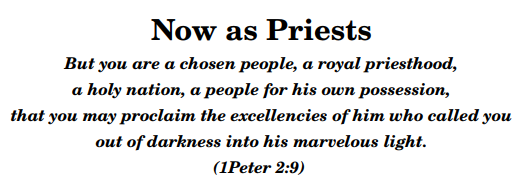 Now as Priests
But you are a chosen people, a royal priesthood,
a holy nation, a people for his own possession,
that you may proclaim the excellencies of him who called you
out of darkness into his marvelous light.
(1Peter 2:9)